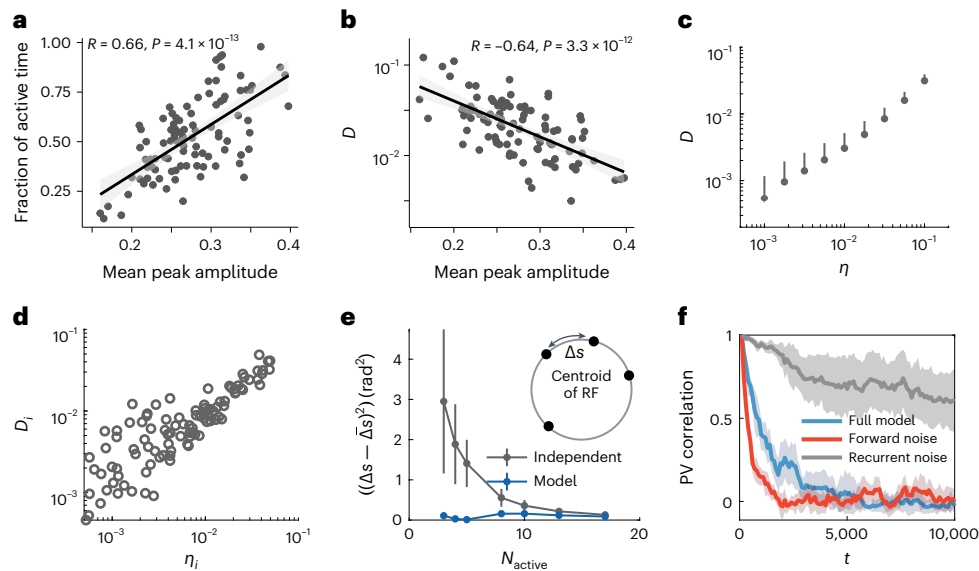 a
R = 0.66, P = 4.1 × 10⁻¹³
Fraction of active time
1.00
0.75
0.50
0.25
0.2
0.3
0.4
Mean peak amplitude
b
R = −0.64, P = 3.3 × 10⁻¹²
D
10⁻¹
10⁻²
0.2
0.3
0.4
Mean peak amplitude
c
D
10⁻¹
10⁻²
10⁻³
10⁻³
10⁻²
10⁻¹
η
d
Dᵢ
10⁻¹
10⁻²
10⁻³
10⁻³
10⁻²
10⁻¹
ηᵢ
e
⟨(Δs − Δ̄s̄)²⟩ (rad²)
4
3
2
1
0
0
10
20
N_active
Δs
Centroid
of RF
Independent
Model
f
PV correlation
1
0.5
0
0
5,000
10,000
t
Full model
Forward noise
Recurrent noise